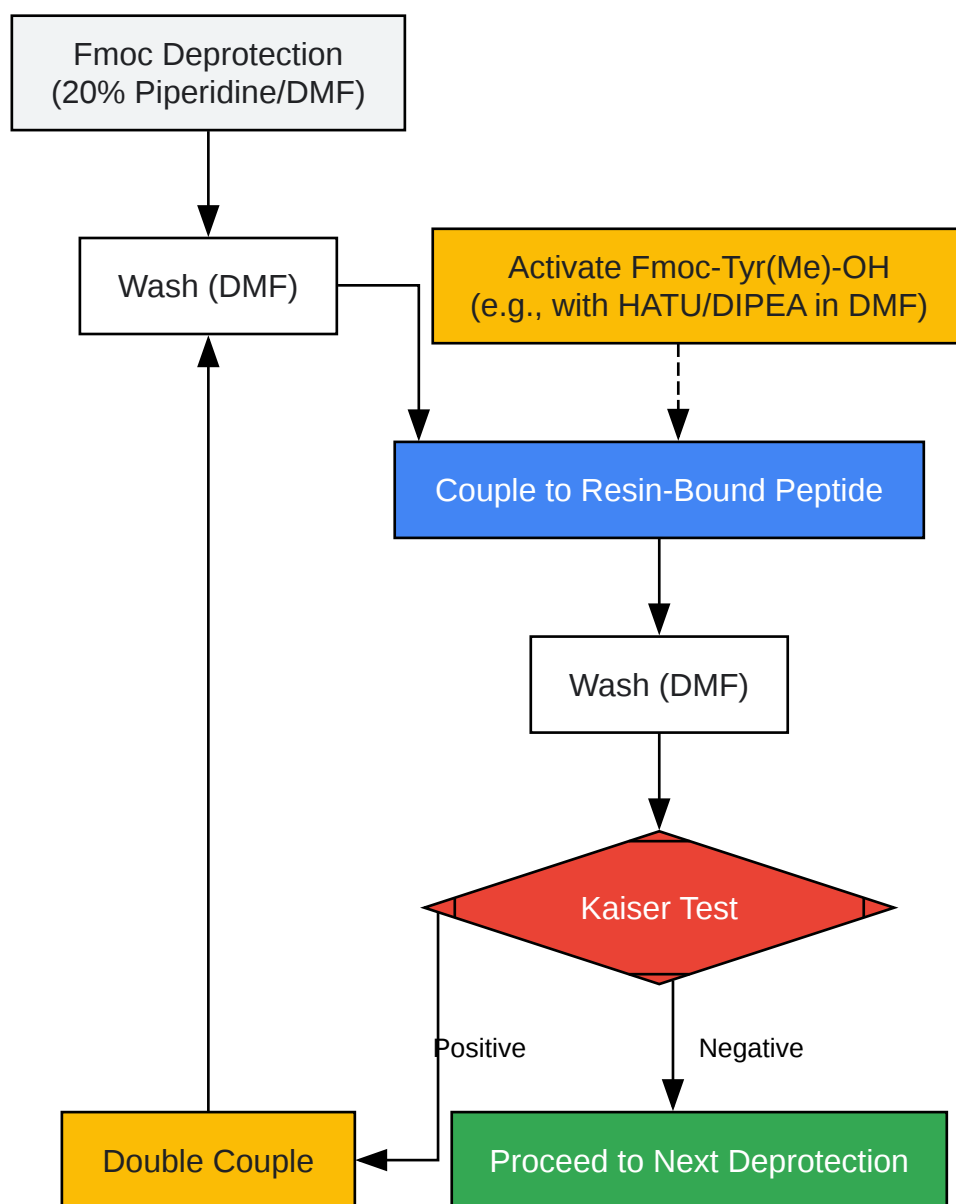 Fmoc Deprotection
(20% Piperidine/DMF)
Wash (DMF)
Activate Fmoc-Tyr(Me)-OH
(e.g., with HATU/DIPEA in DMF)
Couple to Resin-Bound Peptide
Wash (DMF)
Kaiser Test
Positive
Negative
Double Couple
Proceed to Next Deprotection